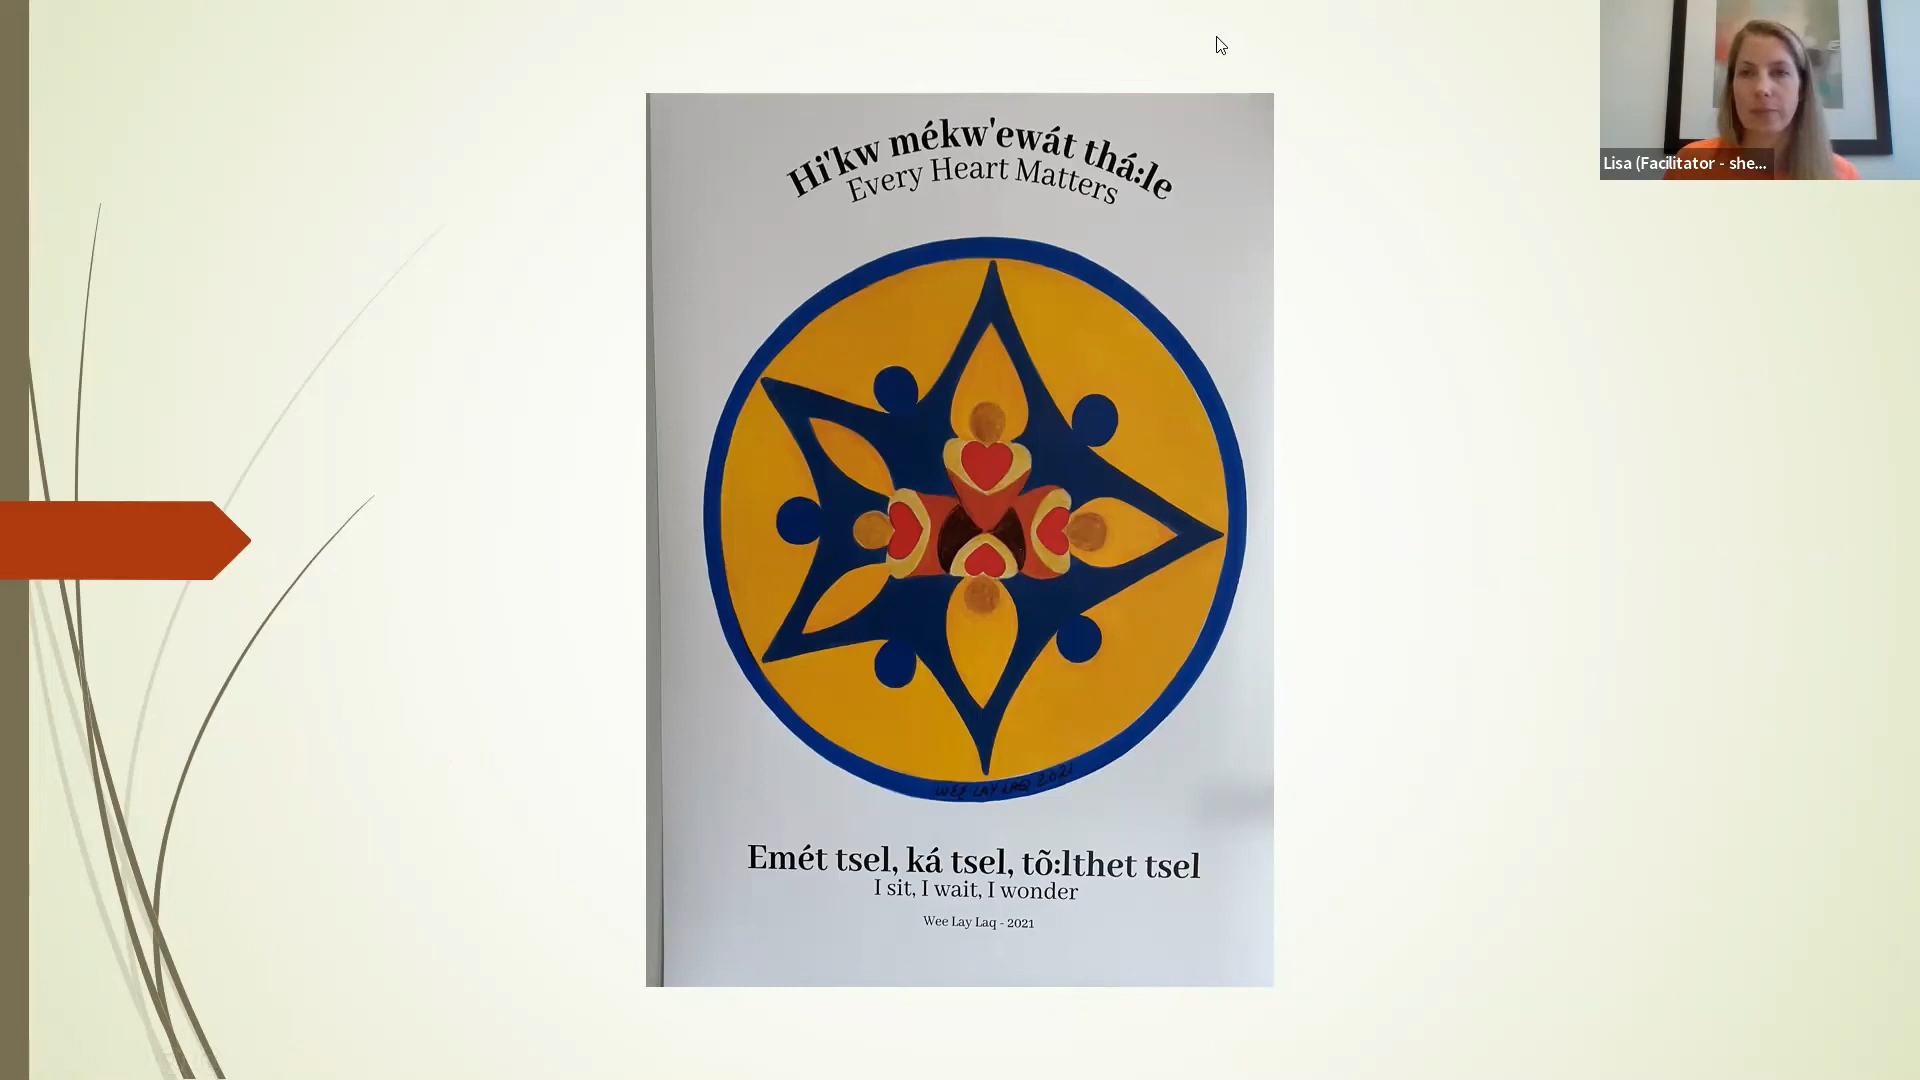 Hi'kw mékw'ewát thá:le
Every Heart Matters
WEE LAY LAQ 2021
Emét tsel, ká tsel, tõ:lthet tsel
I sit, I wait, I wonder
Wee Lay Laq - 2021
Lisa (Facilitator - she...